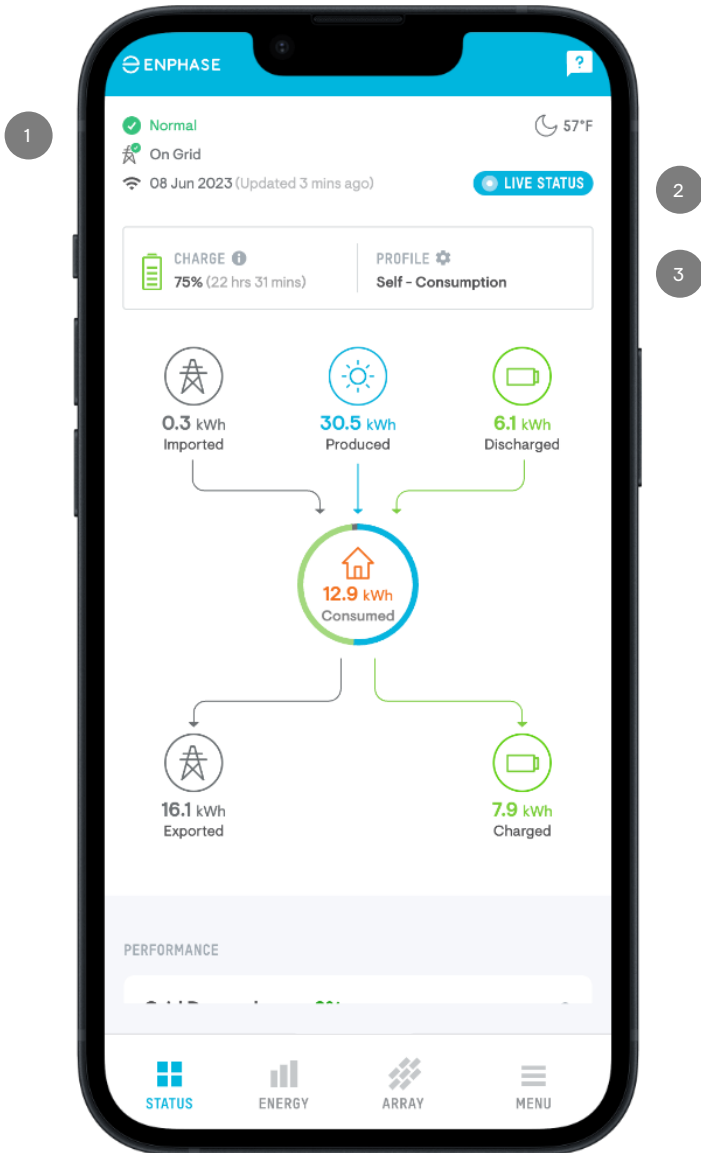 ENPHASE
?
Normal
57°F
1
On Grid
08 Jun 2023 (Updated 3 mins ago)
LIVE STATUS
2
CHARGE i
PROFILE
75% (22 hrs 31 mins)
Self - Consumption
3
0.3 kWh
Imported
30.5 kWh
Produced
6.1 kWh
Discharged
12.9 kWh
Consumed
16.1 kWh
Exported
7.9 kWh
Charged
PERFORMANCE
STATUS
ENERGY
ARRAY
MENU